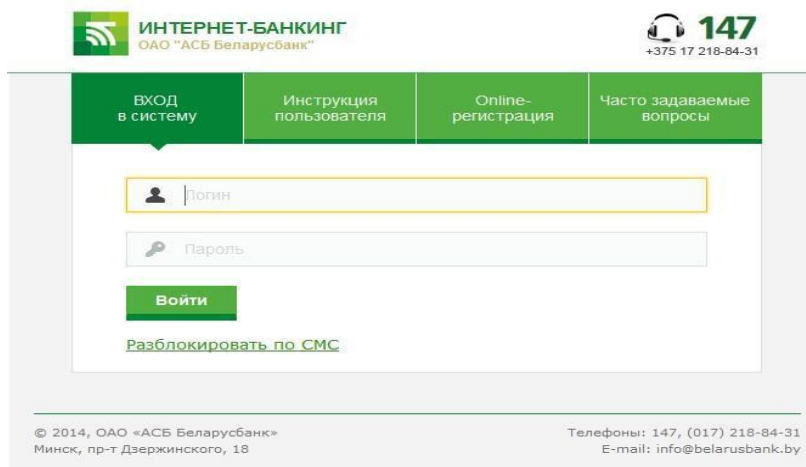 ИНТЕРНЕТ-БАНКИНГ
ОАО "АСБ Беларусбанк"
147
+375 17 218-84-31
ВХОД
в систему
Инструкция
пользователя
Online-
регистрация
Часто задаваемые
вопросы
Логин
Пароль
Войти
Разблокировать по СМС
© 2014, ОАО «АСБ Беларусбанк»
Минск, пр-т Дзержинского, 18
Телефоны: 147, (017) 218-84-31
E-mail: info@belarusbank.by